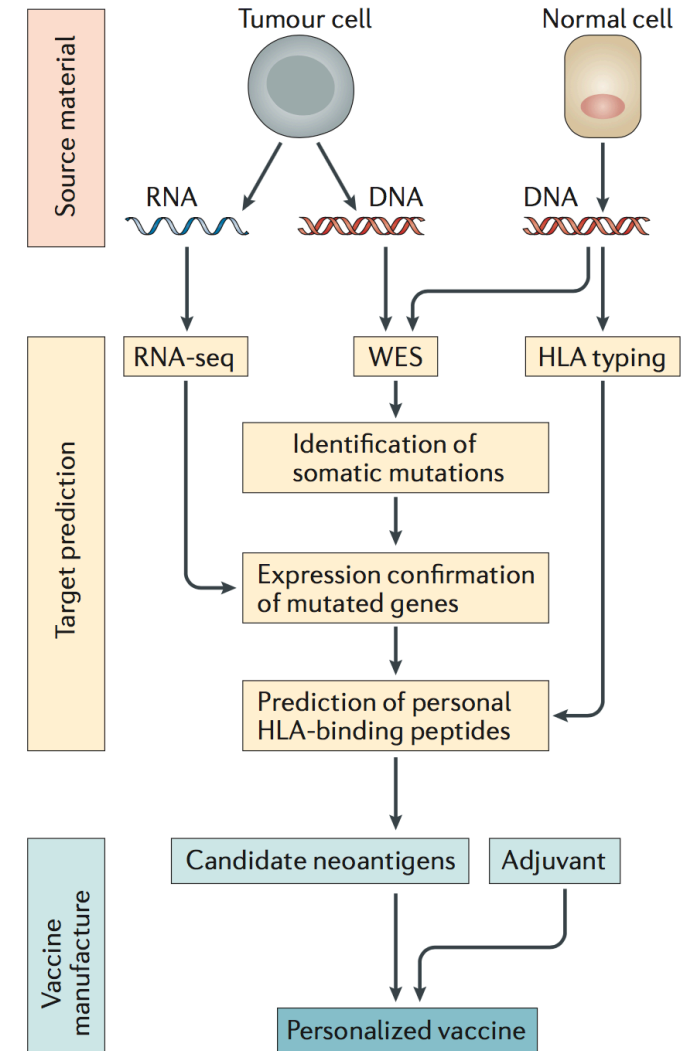 Source material
Tumour cell
Normal cell
RNA
DNA
DNA
Target prediction
RNA-seq
WES
HLA typing
Identification of
somatic mutations
Expression confirmation
of mutated genes
Prediction of personal
HLA-binding peptides
Vaccine
manufacture
Candidate neoantigens
Adjuvant
Personalized vaccine